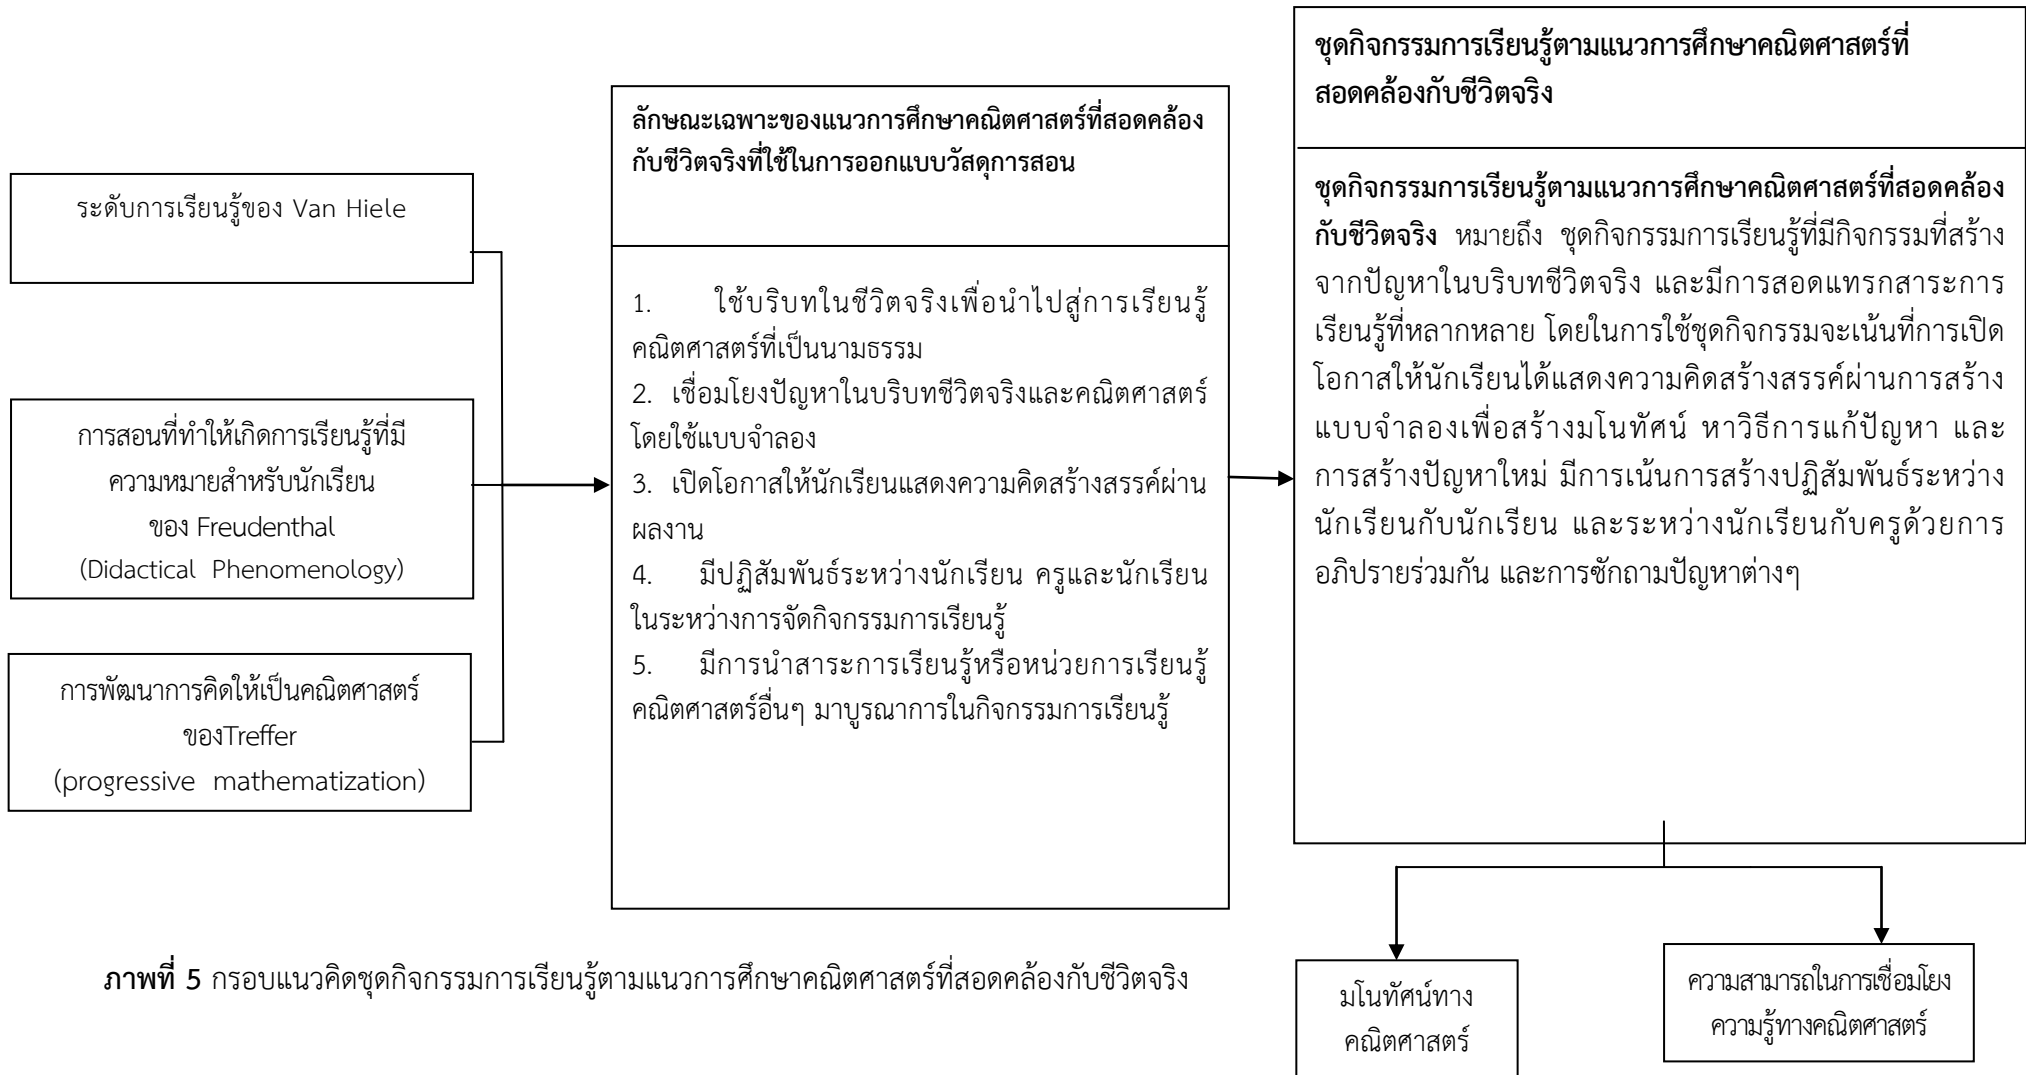 ระดับการเรียนรู้ของ Van Hiele
การสอนที่ทำให้เกิดการเรียนรู้ที่มี
ความหมายสำหรับนักเรียน
ของ Freudenthal
(Didactical Phenomenology)
การพัฒนาการคิดให้เป็นคณิตศาสตร์
ของTreffer
(progressive mathematization)
ลักษณะเฉพาะของแนวการศึกษาคณิตศาสตร์ที่สอดคล้อง
กับชีวิตจริงที่ใช้ในการออกแบบวัสดุการสอน
1. ใช้บริบทในชีวิตจริงเพื่อนำไปสู่การเรียนรู้
คณิตศาสตร์ที่เป็นนามธรรม
2. เชื่อมโยงปัญหาในบริบทชีวิตจริงและคณิตศาสตร์
โดยใช้แบบจำลอง
3. เปิดโอกาสให้นักเรียนแสดงความคิดสร้างสรรค์ผ่าน
ผลงาน
4. มีปฏิสัมพันธ์ระหว่างนักเรียน ครูและนักเรียน
ในระหว่างการจัดกิจกรรมการเรียนรู้
5. มีการนำสาระการเรียนรู้หรือหน่วยการเรียนรู้
คณิตศาสตร์อื่นๆ มาบูรณาการในกิจกรรมการเรียนรู้
ชุดกิจกรรมการเรียนรู้ตามแนวการศึกษาคณิตศาสตร์ที่
สอดคล้องกับชีวิตจริง
ชุดกิจกรรมการเรียนรู้ตามแนวการศึกษาคณิตศาสตร์ที่สอดคล้อง
กับชีวิตจริง หมายถึง ชุดกิจกรรมการเรียนรู้ที่มีกิจกรรมที่สร้าง
จากปัญหาในบริบทชีวิตจริง และมีการสอดแทรกสาระการ
เรียนรู้ที่หลากหลาย โดยในการใช้ชุดกิจกรรมจะเน้นที่การเปิด
โอกาสให้นักเรียนได้แสดงความคิดสร้างสรรค์ผ่านการสร้าง
แบบจำลองเพื่อสร้างมโนทัศน์ หาวิธีการแก้ปัญหา และ
การสร้างปัญหาใหม่ มีการเน้นการสร้างปฏิสัมพันธ์ระหว่าง
นักเรียนกับนักเรียน และระหว่างนักเรียนกับครูด้วยการ
อภิปรายร่วมกัน และการซักถามปัญหาต่างๆ
มโนทัศน์ทาง
คณิตศาสตร์
ความสามารถในการเชื่อมโยง
ความรู้ทางคณิตศาสตร์
ภาพที่ 5 กรอบแนวคิดชุดกิจกรรมการเรียนรู้ตามแนวการศึกษาคณิตศาสตร์ที่สอดคล้องกับชีวิตจริง